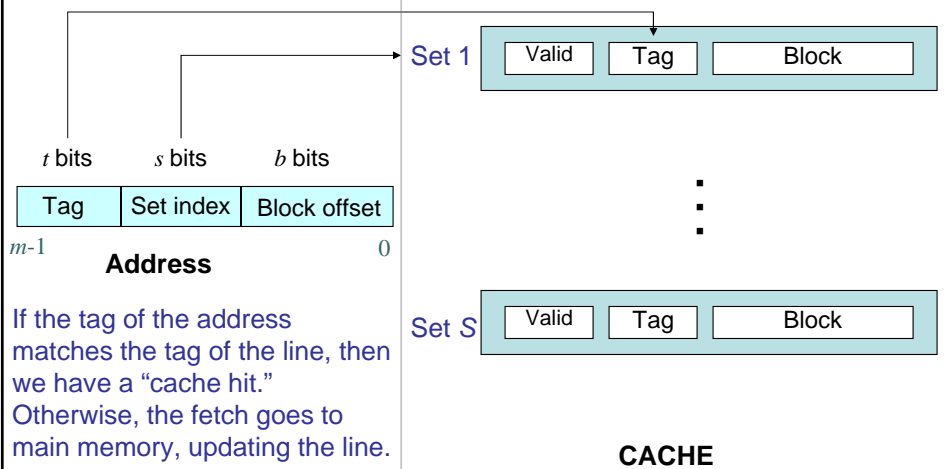 t bits s bits b bits
Tag Set index Block offset
m-1 0
Address
If the tag of the address
matches the tag of the line, then
we have a “cache hit.”
Otherwise, the fetch goes to
main memory, updating the line.
Set 1 Valid Tag Block
Set S Valid Tag Block
CACHE